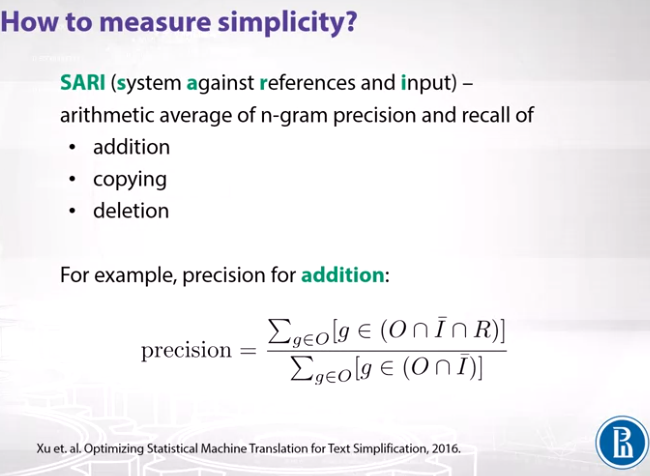 How to measure simplicity?
SARI (system against references and input) –
arithmetic average of n-gram precision and recall of
• addition
• copying
• deletion
For example, precision for addition:
precision = \frac{\sum_{g \in O}[g \in (O \cap \bar{I} \cap R)]}{\sum_{g \in O}[g \in (O \cap \bar{I})]}
Xu et. al. Optimizing Statistical Machine Translation for Text Simplification, 2016.